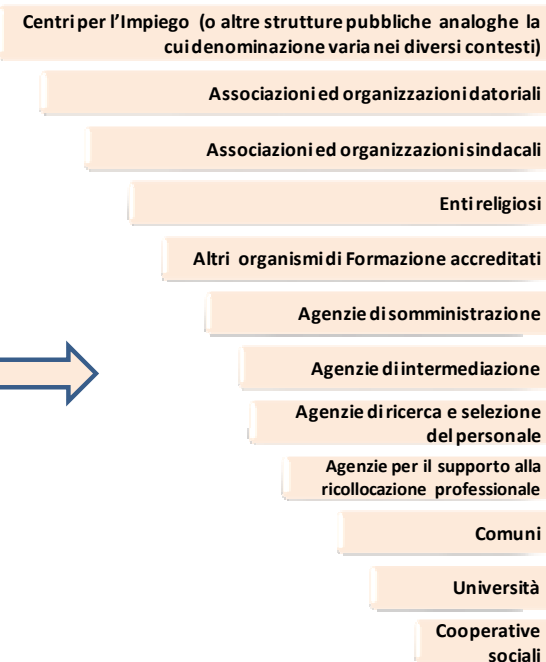 Centri per l'Impiego (o altre strutture pubbliche analoghe la
cui denominazione varia nei diversi contesti)
Associazioni ed organizzazioni datoriali
Associazioni ed organizzazioni sindacali
Enti religiosi
Altri organismi di Formazione accreditati
Agenzie di somministrazione
Agenzie di intermediazione
Agenzie di ricerca e selezione
del personale
Agenzie per il supporto alla
ricollocazione professionale
Comuni
Università
Cooperative
sociali